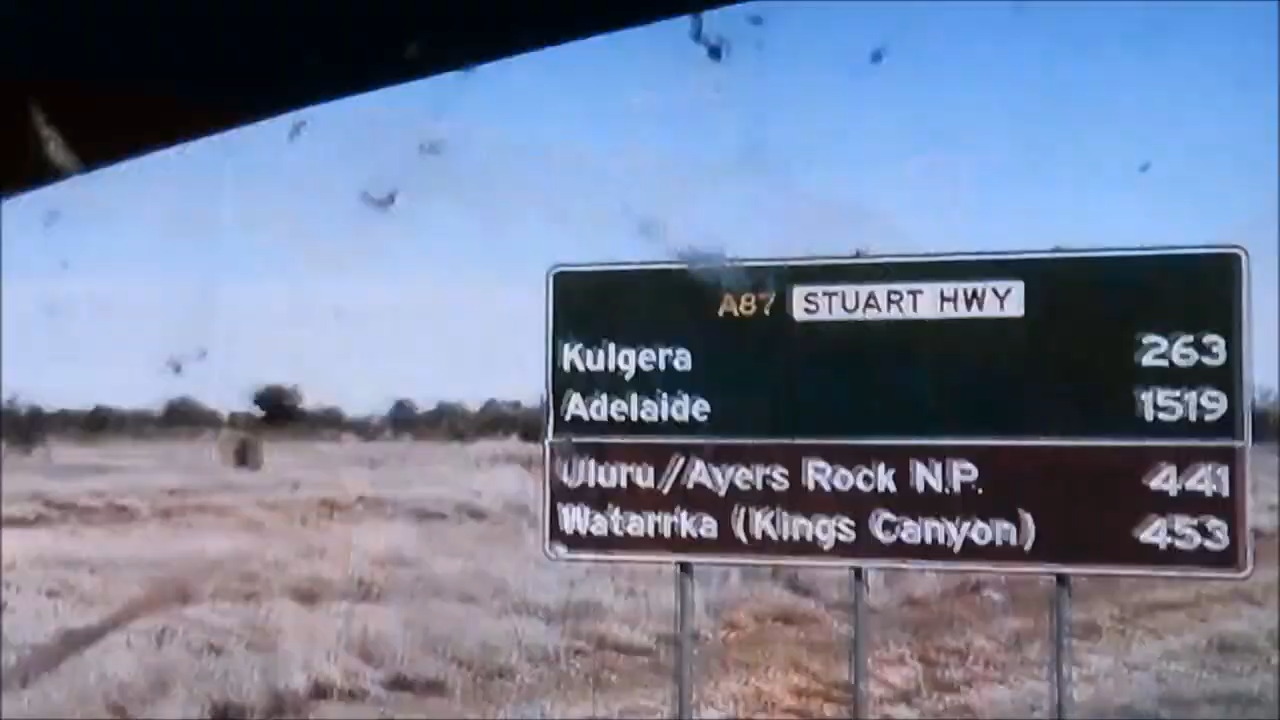 A87 STUART HWY
Kulgera 263
Adelaide 1519
Uluru/Ayers Rock N.P. 441
Watarrka (Kings Canyon) 453